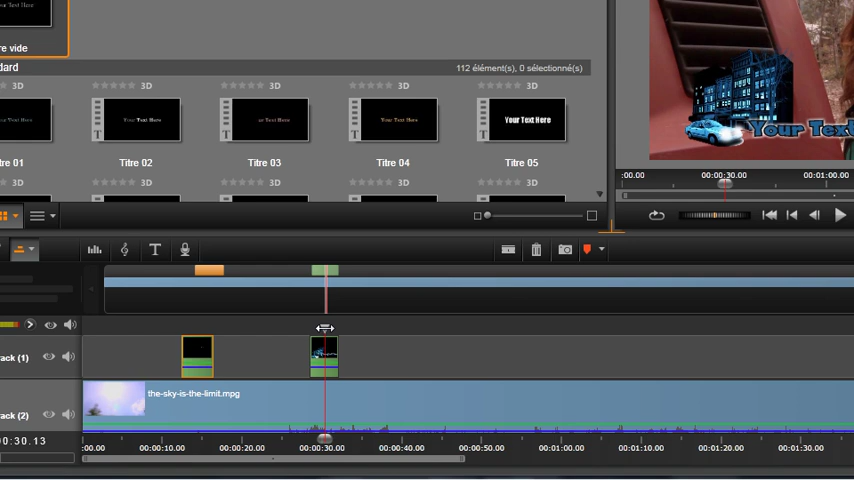 re vide
dard
112 élément(s), 0 sélectionné(s)
3D 3D 3D 3D 3D
Your Text Here or Text Here Your Text Here Your Text Here
tre 01 Titre 02 Titre 03 Titre 04 Titre 05
3D 3D 3D 3D 3D
Your Text
:00.00 00:00:30.00 00:01:00.00
T
rack (1)
the-sky-is-the-limit.mpg
rack (2)
0:30.13
:00.00 00:00:10.00 00:00:20.00 00:00:30.00 00:00:40.00 00:00:50.00 00:01:00.00 00:01:10.00 00:01:20.00 00:01:30.00